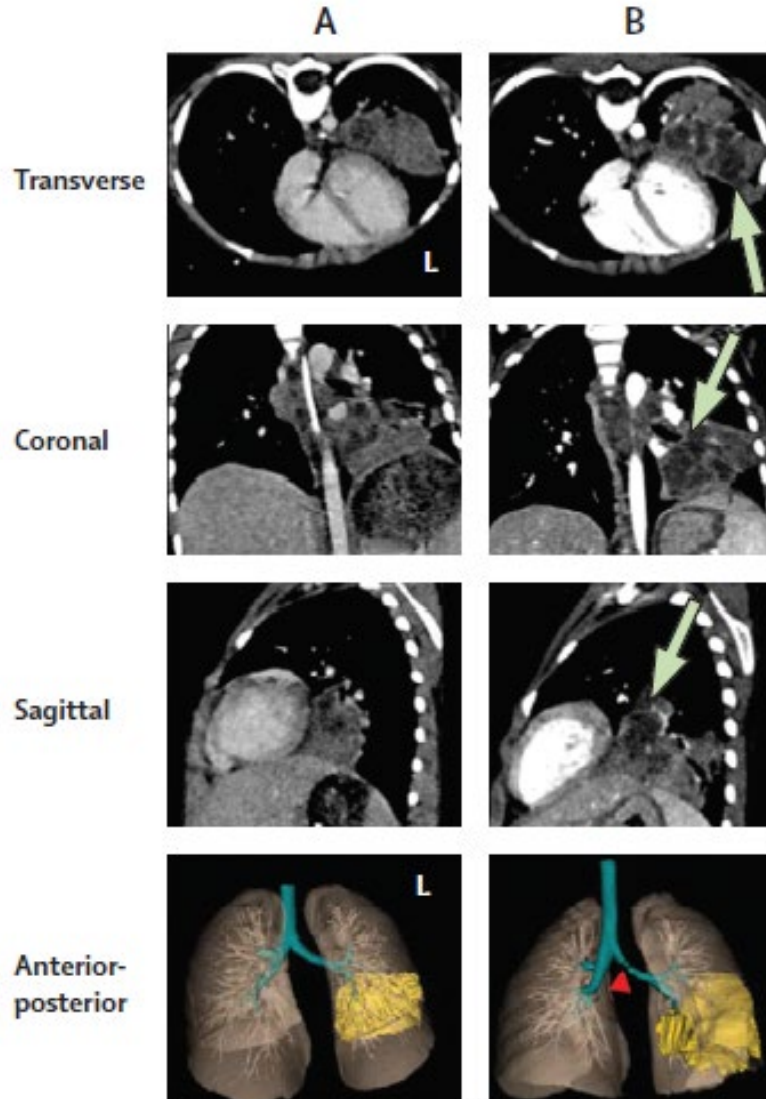 A B
Transverse
L
Coronal
Sagittal
L
Anterior-
posterior